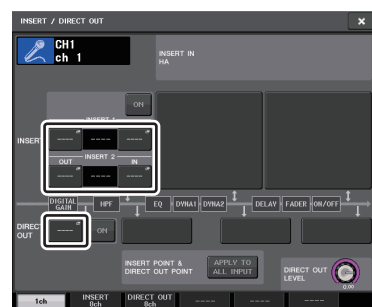 INSERT / DIRECT OUT
CH1
ch 1
INSERT IN
HA
ON
INSERT 1
INSERT
---- ---- ----
OUT INSERT 2 IN
---- ---- ----
DIGITAL GAIN HPF EQ DYNA1 DYNA2 DELAY FADER ON/OFF
DIRECT OUT
---- ON
INSERT POINT & DIRECT OUT POINT
APPLY TO ALL INPUT
DIRECT OUT LEVEL
0.00
1ch
INSERT 8ch
DIRECT OUT 8ch
---- ---- ----